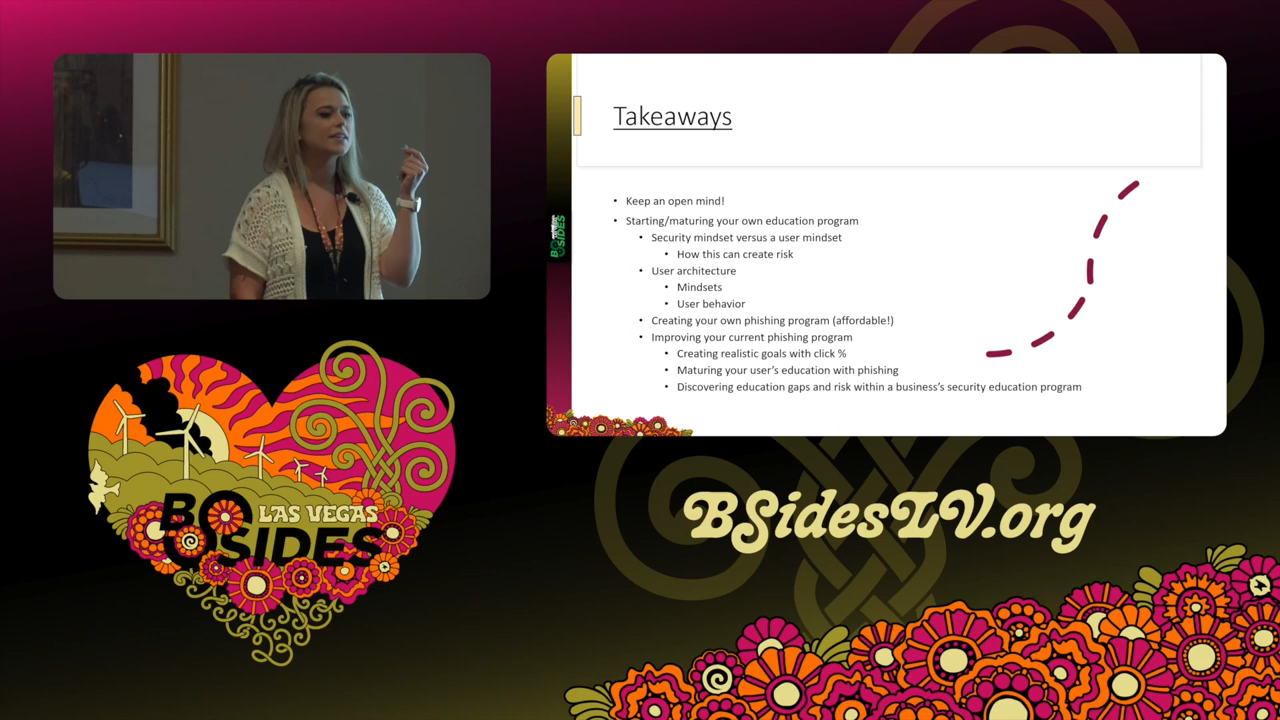 Takeaways
• Keep an open mind!
• Starting/maturing your own education program
• Security mindset versus a user mindset
• How this can create risk
• User architecture
• Mindsets
• User behavior
• Creating your own phishing program (affordable!)
• Improving your current phishing program
• Creating realistic goals with click %
• Maturing your user's education with phishing
• Discovering education gaps and risk within a business's security education program
BSIDES
BSIDES
LAS VEGAS
BSidesLV.org